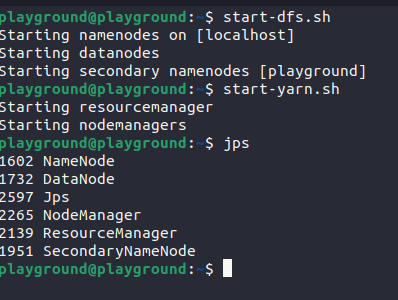 playground@playground:~$ start-dfs.sh
Starting namenodes on [localhost]
Starting datanodes
Starting secondary namenodes [playground]
playground@playground:~$ start-yarn.sh
Starting resourcemanager
Starting nodemanagers
playground@playground:~$ jps
1602 NameNode
1732 DataNode
2597 Jps
2265 NodeManager
2139 ResourceManager
1951 SecondaryNameNode
playground@playground:~$